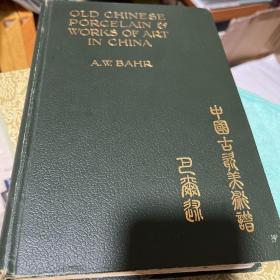 OLD CHINESE
PORCELAIN &
WORKS OF ART
IN CHINA
A.W. BAHR
中國古瓷美術譜